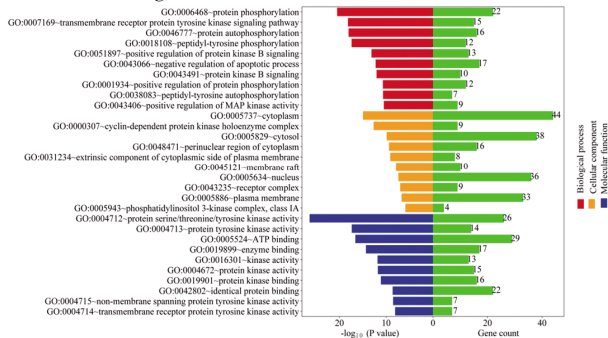 GO:0006468~protein phosphorylation 22
GO:0007169~transmembrane receptor protein tyrosine kinase signaling pathway 15
GO:0046777~protein autophosphorylation 16
GO:0018108~peptidyl-tyrosine phosphorylation 12
GO:0051897~positive regulation of protein kinase B signaling 13
GO:0043066~negative regulation of apoptotic process 17
GO:0043491~protein kinase B signaling 10
GO:0001934~positive regulation of protein phosphorylation 12
GO:0038083~peptidyl-tyrosine autophosphorylation 7
GO:0043406~positive regulation of MAP kinase activity 9
GO:0005737~cytoplasm 44
GO:0000307~cyclin-dependent protein kinase holoenzyme complex 9
GO:0005829~cytosol 38
GO:0048471~perinuclear region of cytoplasm 16
GO:0031234~extrinsic component of cytoplasmic side of plasma membrane 8
GO:0045121~membrane raft 10
GO:0005634~nucleus 36
GO:0043235~receptor complex 9
GO:0005886~plasma membrane 33
GO:0005943~phosphatidylinositol 3-kinase complex, class IA 4
GO:0004712~protein serine/threonine/tyrosine kinase activity 26
GO:0004713~protein tyrosine kinase activity 14
GO:0005524~ATP binding 29
GO:0019899~enzyme binding 17
GO:0016301~kinase activity 13
GO:0004672~protein kinase activity 15
GO:0019901~protein kinase binding 16
GO:0042802~identical protein binding 22
GO:0004715~non-membrane spanning protein tyrosine kinase activity 7
GO:0004714~transmembrane receptor protein tyrosine kinase activity 7
20 10 0 20 40
-log10 (P value) Gene count
Biological process
Cellular component
Molecular function